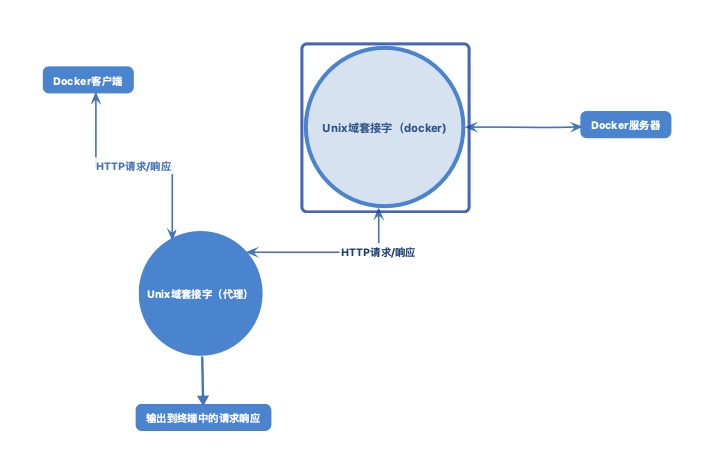 Docker客户端
Unix域套接字（docker)
Docker服务器
HTTP请求/响应
HTTP请求/响应
Unix域套接字（代理）
输出到终端中的请求响应